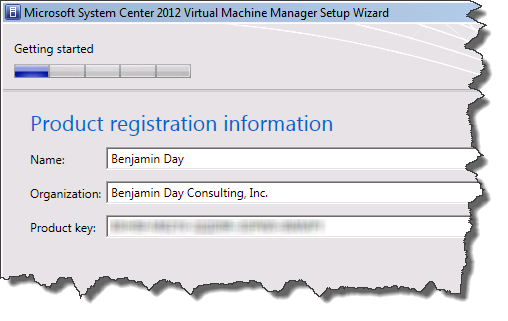 Microsoft System Center 2012 Virtual Machine Manager Setup Wizard
Getting started
Product registration information
Name: Benjamin Day
Organization: Benjamin Day Consulting, Inc.
Product key: